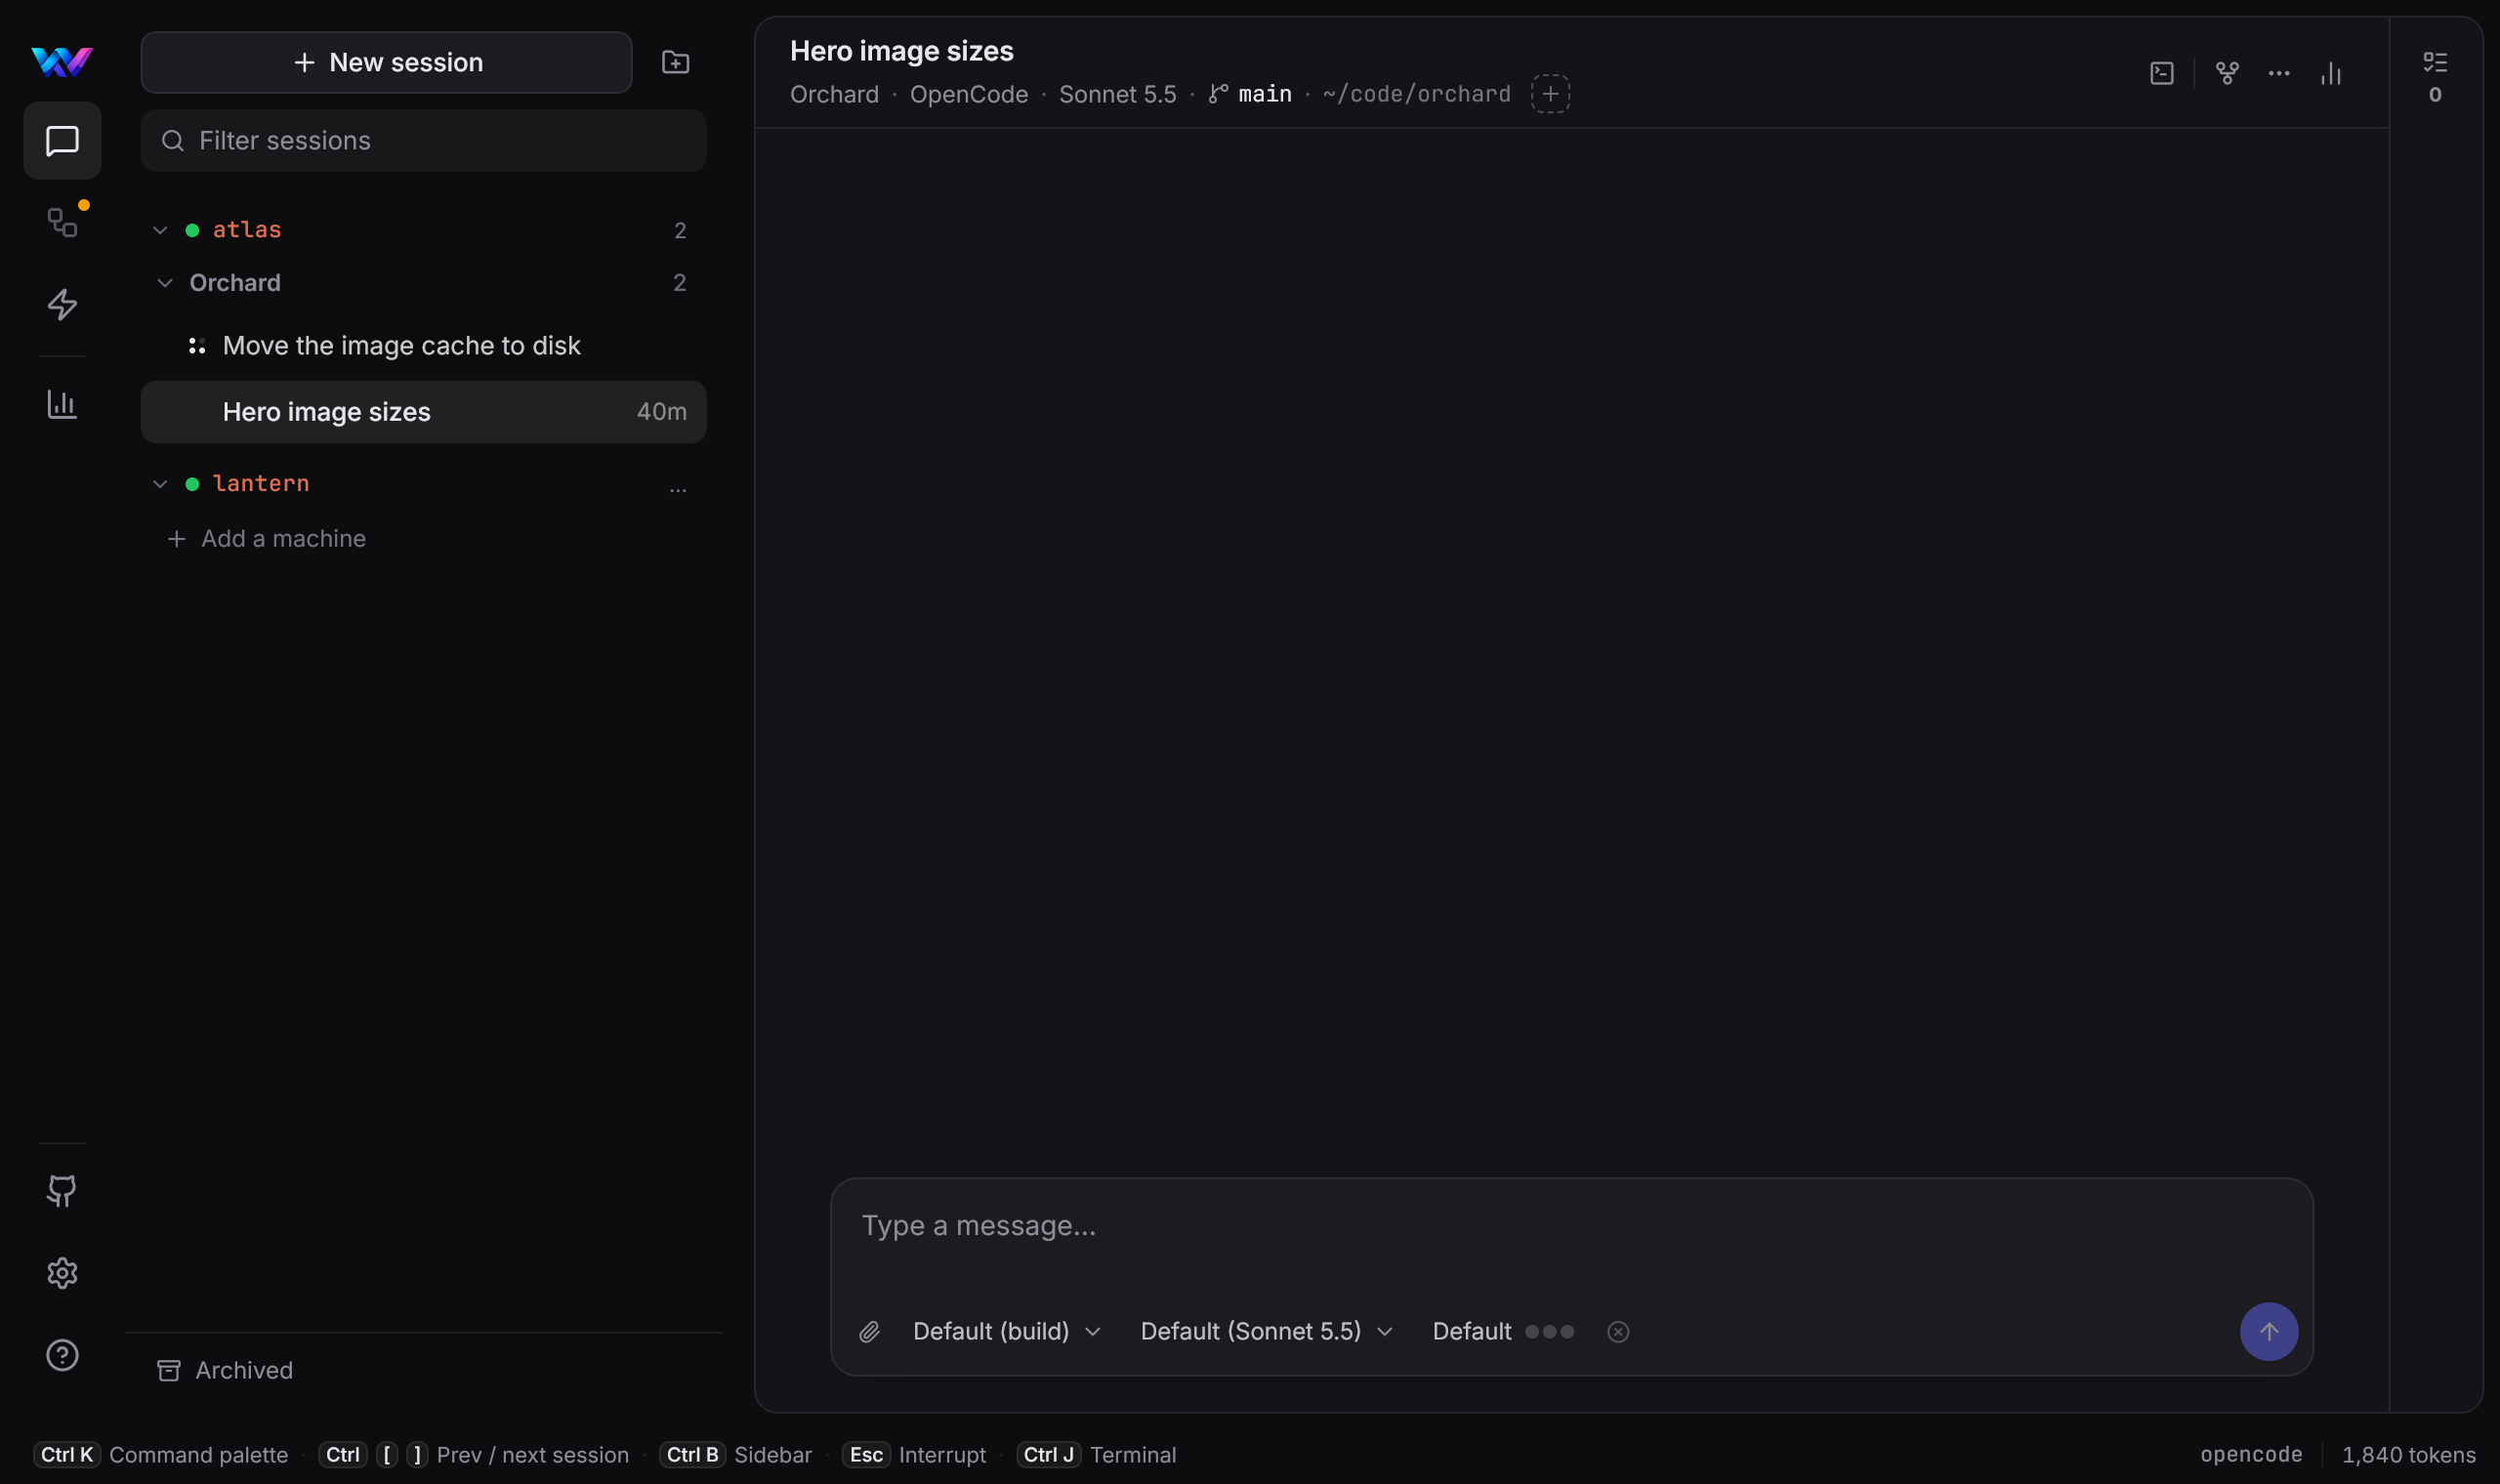 New session
Filter sessions
atlas 2
Orchard 2
Move the image cache to disk
Hero image sizes 40m
lantern ...
Add a machine
Archived
Hero image sizes
Orchard · OpenCode · Sonnet 5.5 · main · ~/code/orchard
0
Type a message...
Default (build) Default (Sonnet 5.5) Default
Ctrl K Command palette · Ctrl [ ] Prev / next session · Ctrl B Sidebar · Esc Interrupt · Ctrl J Terminal
opencode 1,840 tokens